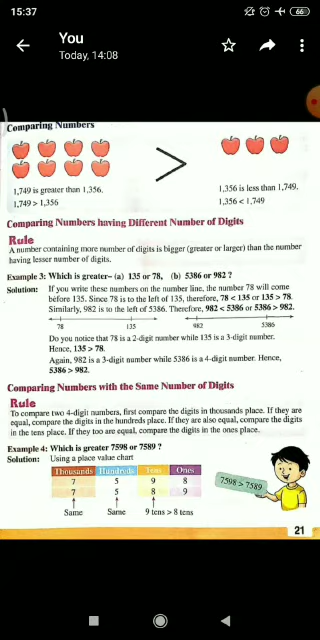 15:37
66
You
Today, 14:08
Comparing Numbers
1,749 is greater than 1,356.
1,749 > 1,356
>
1,356 is less than 1,749.
1,356 < 1,749
Comparing Numbers having Different Number of Digits
Rule
A number containing more number of digits is bigger (greater or larger) than the number
having lesser number of digits.
Example 3: Which is greater– (a) 135 or 78, (b) 5386 or 982 ?
Solution: If you write these numbers on the number line, the number 78 will come
before 135. Since 78 is to the left of 135, therefore, 78 < 135 or 135 > 78.
Similarly, 982 is to the left of 5386. Therefore, 982 < 5386 or 5386 > 982.
78 135 982 5386
Do you notice that 78 is a 2-digit number while 135 is a 3-digit number.
Hence, 135 > 78.
Again, 982 is a 3-digit number while 5386 is a 4-digit number. Hence,
5386 > 982.
Comparing Numbers with the Same Number of Digits
Rule
To compare two 4-digit numbers, first compare the digits in thousands place. If they are
equal, compare the digits in the hundreds place. If they are also equal, compare the digits
in the tens place. If they too are equal, compare the digits in the ones place.
Example 4: Which is greater 7598 or 7589 ?
Solution: Using a place value chart
Thousands Hundreds Tens Ones
7 5 9 8
7 5 8 9
Same Same 9 tens > 8 tens
7598 > 7589
21